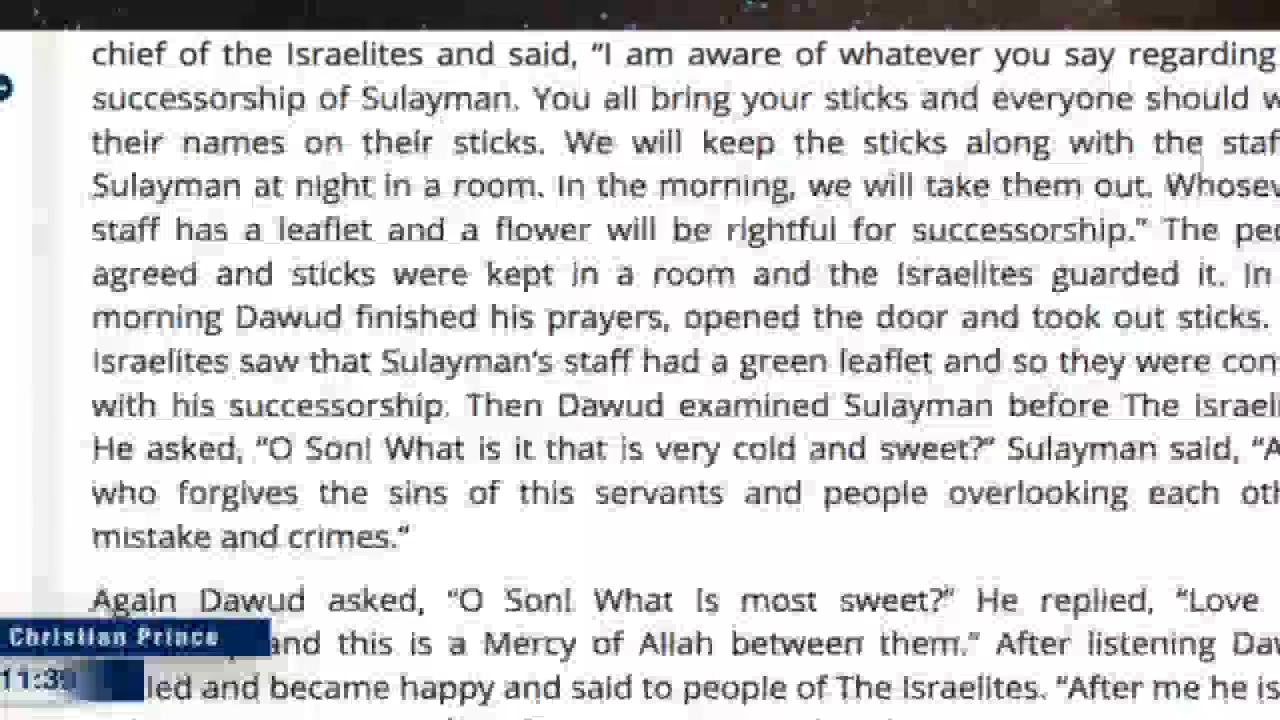 chief of the Israelites and said, “I am aware of whatever you say regarding
successorship of Sulayman. You all bring your sticks and everyone should
their names on their sticks. We will keep the sticks along with the
Sulayman at night in a room. In the morning, we will take them out.
staff has a leaflet and a flower will be rightful for successorship.” The
agreed and sticks were kept in a room and the Israelites guarded it. In
morning Dawud finished his prayers, opened the door and took out sticks.
Israelites saw that Sulayman’s staff had a green leaflet and so they were
with his successorship. Then Dawud examined Sulayman before The
He asked, “O Son! What is it that is very cold and sweet?” Sulayman said,
who forgives the sins of this servants and people overlooking each
mistake and crimes.”
Again Dawud asked, “O Son! What is most sweet?” He replied, “Love
and this is a Mercy of Allah between them.” After listening
and became happy and said to people of The Israelites. “After me he is
Christian Prince